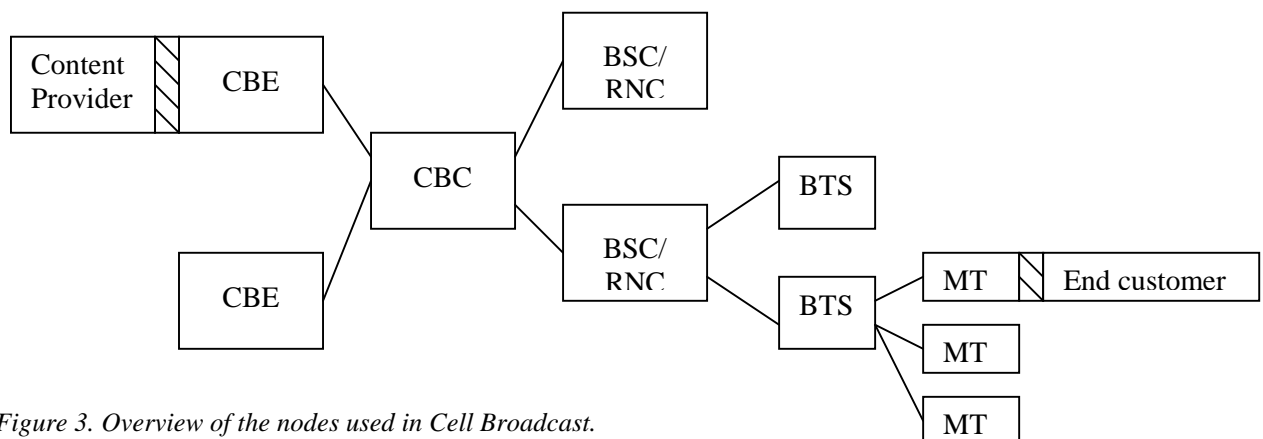 Content
Provider
CBE
BSC/
RNC
CBC
BTS
BSC/
RNC
MT
End customer
CBE
BTS
MT
MT
Figure 3. Overview of the nodes used in Cell Broadcast.